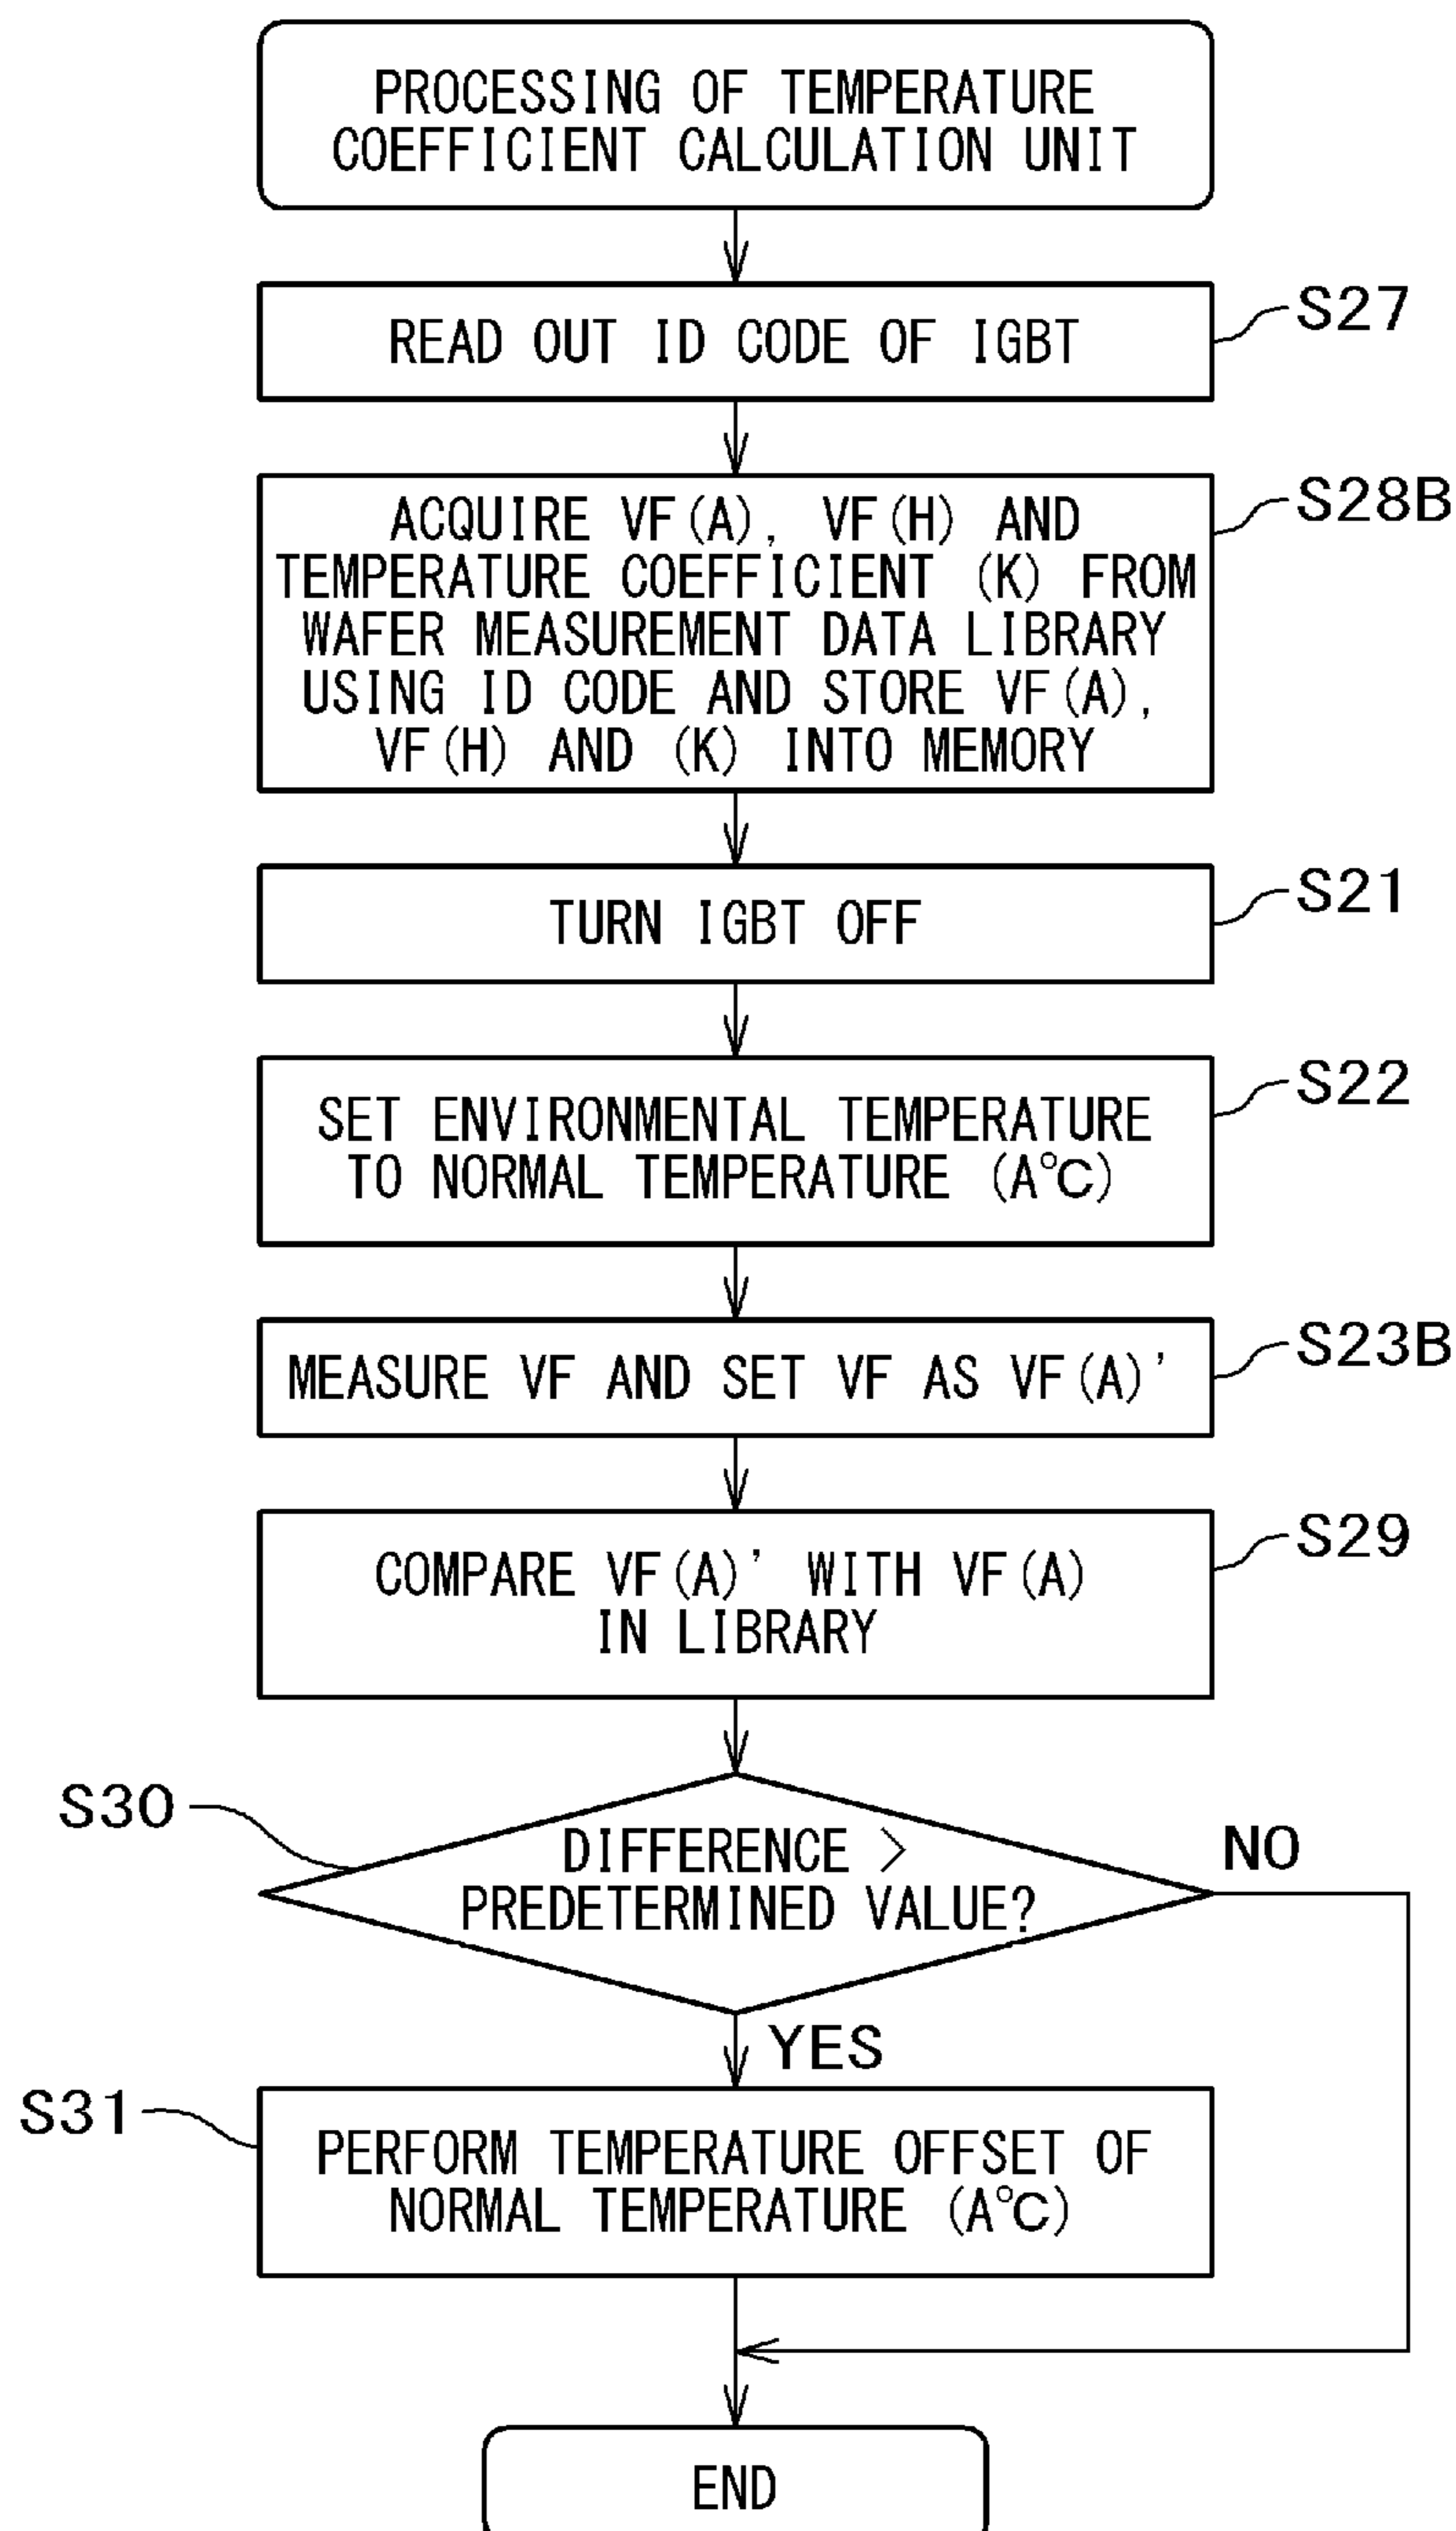 PROCESSING OF TEMPERATURE
COEFFICIENT CALCULATION UNIT
READ OUT ID CODE OF IGBT
S27
ACQUIRE VF(A), VF(H) AND
TEMPERATURE COEFFICIENT (K) FROM
WAFER MEASUREMENT DATA LIBRARY
USING ID CODE AND STORE VF(A),
VF(H) AND (K) INTO MEMORY
S28B
TURN IGBT OFF
S21
SET ENVIRONMENTAL TEMPERATURE
TO NORMAL TEMPERATURE (A℃)
S22
MEASURE VF AND SET VF AS VF(A)'
S23B
COMPARE VF(A)' WITH VF(A)
IN LIBRARY
S29
S30
DIFFERENCE >
PREDETERMINED VALUE?
NO
YES
S31
PERFORM TEMPERATURE OFFSET OF
NORMAL TEMPERATURE (A℃)
END